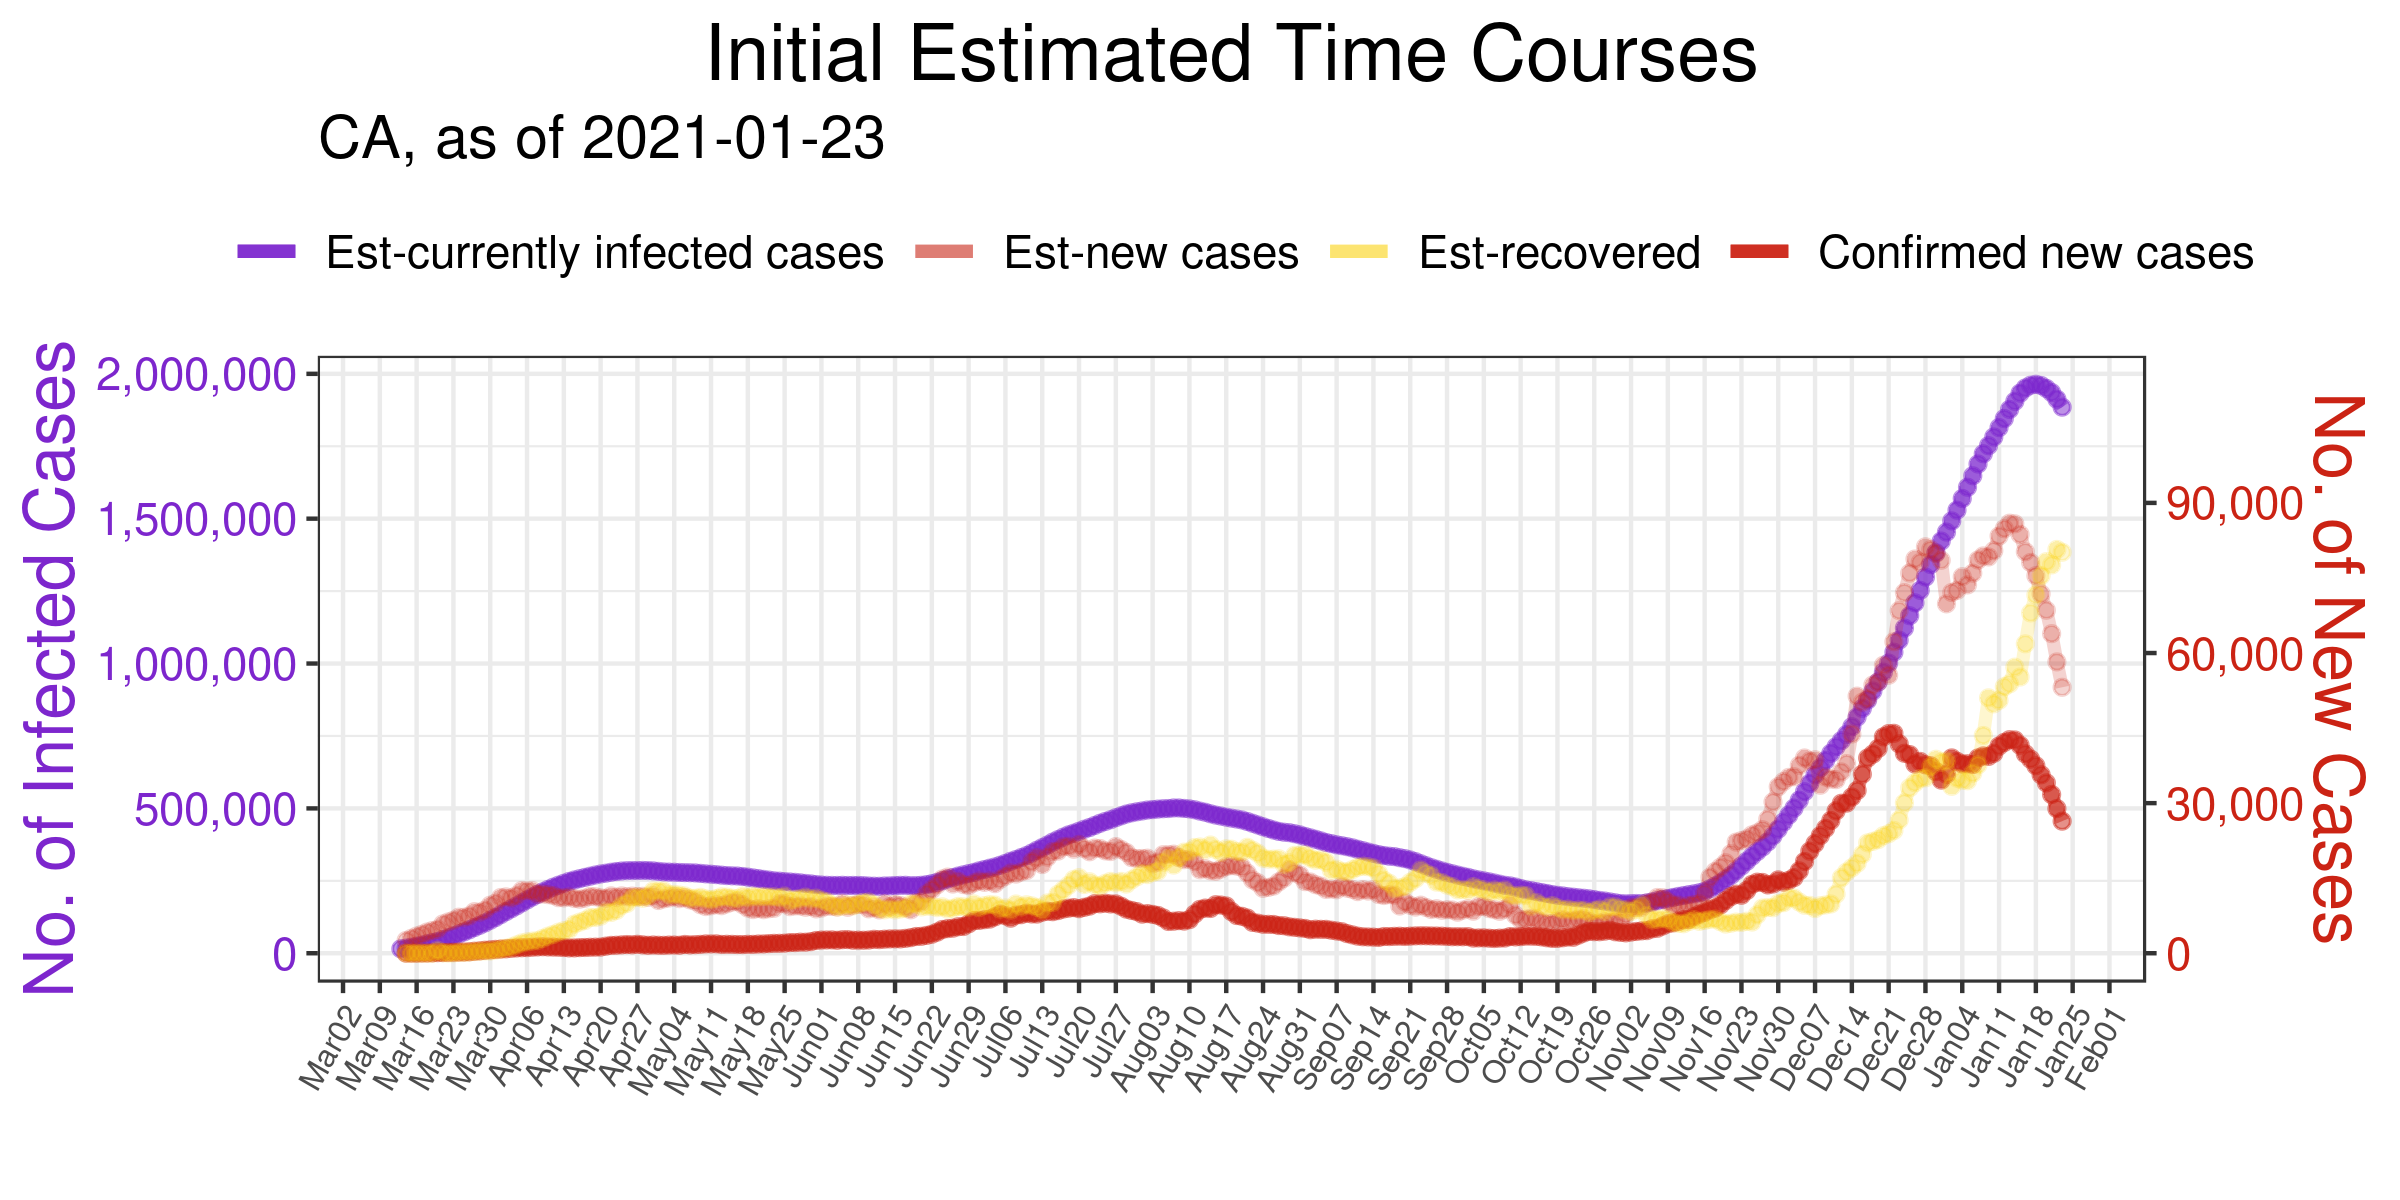 Initial Estimated Time Courses
CA, as of 2021-01-23
Est-currently infected cases Est-new cases Est-recovered Confirmed new cases
No. of Infected Cases
2,000,000
1,500,000
1,000,000
500,000
0
90,000
60,000
30,000
0
No. of New Cases
Mar02 Mar09 Mar16 Mar23 Mar30 Apr06 Apr13 Apr20 Apr27 May04 May11 May18 May25 Jun01 Jun08 Jun15 Jun22 Jun29 Jul06 Jul13 Jul20 Jul27 Aug03 Aug10 Aug17 Aug24 Aug31 Sep07 Sep14 Sep21 Sep28 Oct05 Oct12 Oct19 Oct26 Nov02 Nov09 Nov16 Nov23 Nov30 Dec07 Dec14 Dec21 Dec28 Jan04 Jan11 Jan18 Jan25 Feb01